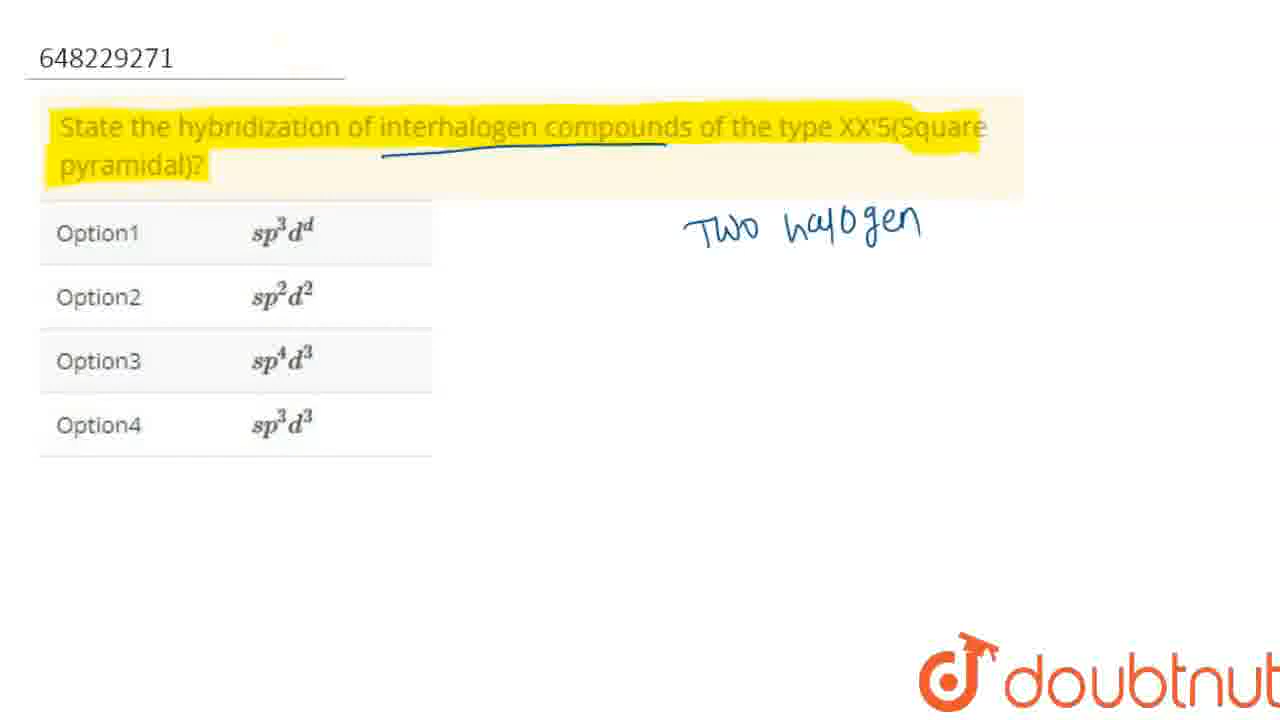 648229271
State the hybridization of interhalogen compounds of the type XX'5(Square
pyramidal)?
Two halogen
Option1 sp³dᵈ
Option2 sp²d²
Option3 sp⁴d³
Option4 sp³d³
doubtnut